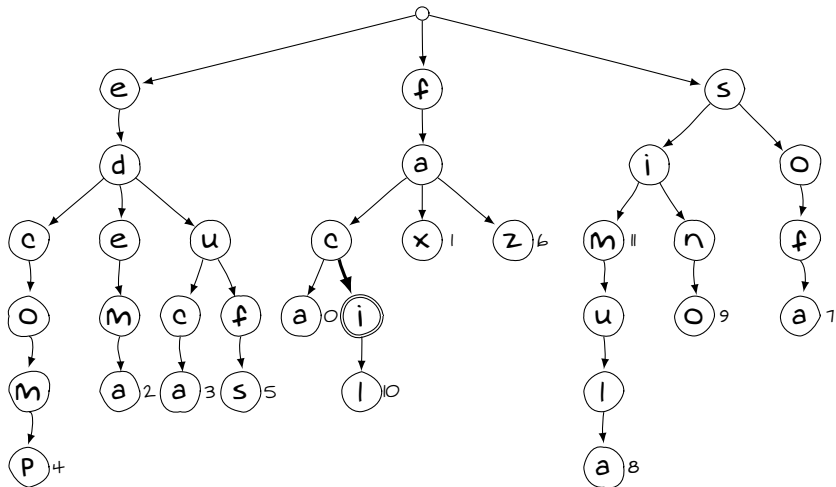 e f s
d a i o
c e u c x 1 z 6 m 11 n f
o m c f a 0 i u o 9 a 7
m a 2 a 3 s 5 l 10 l
p 4 a 8